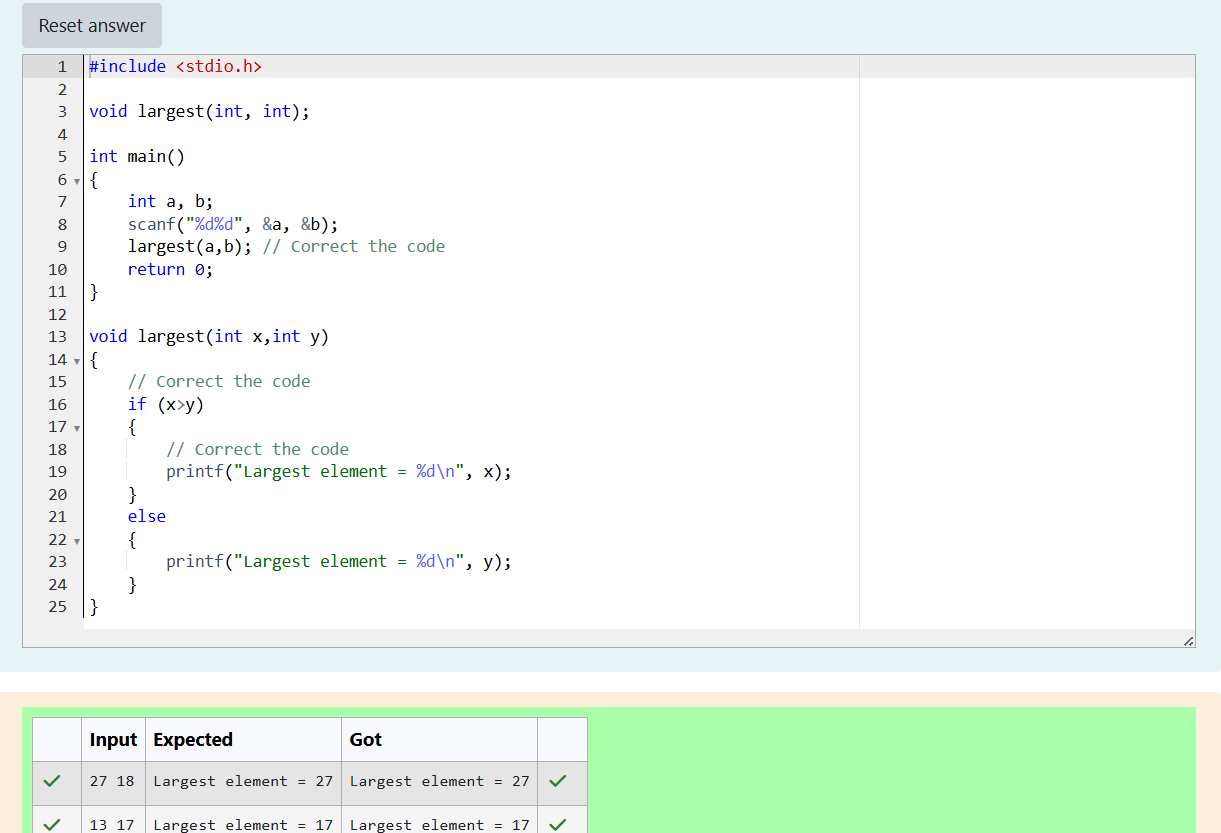 Reset answer
1 #include <stdio.h>
2
3 void largest(int, int);
4
5 int main()
6 {
7     int a, b;
8     scanf("%d%d", &a, &b);
9     largest(a,b); // Correct the code
10     return 0;
11 }
12
13 void largest(int x,int y)
14 {
15     // Correct the code
16     if (x>y)
17     {
18         // Correct the code
19         printf("Largest element = %d\n", x);
20     }
21     else
22     {
23         printf("Largest element = %d\n", y);
24     }
25 }
Input Expected Got
27 18 Largest element = 27 Largest element = 27
13 17 Largest element = 17 Largest element = 17